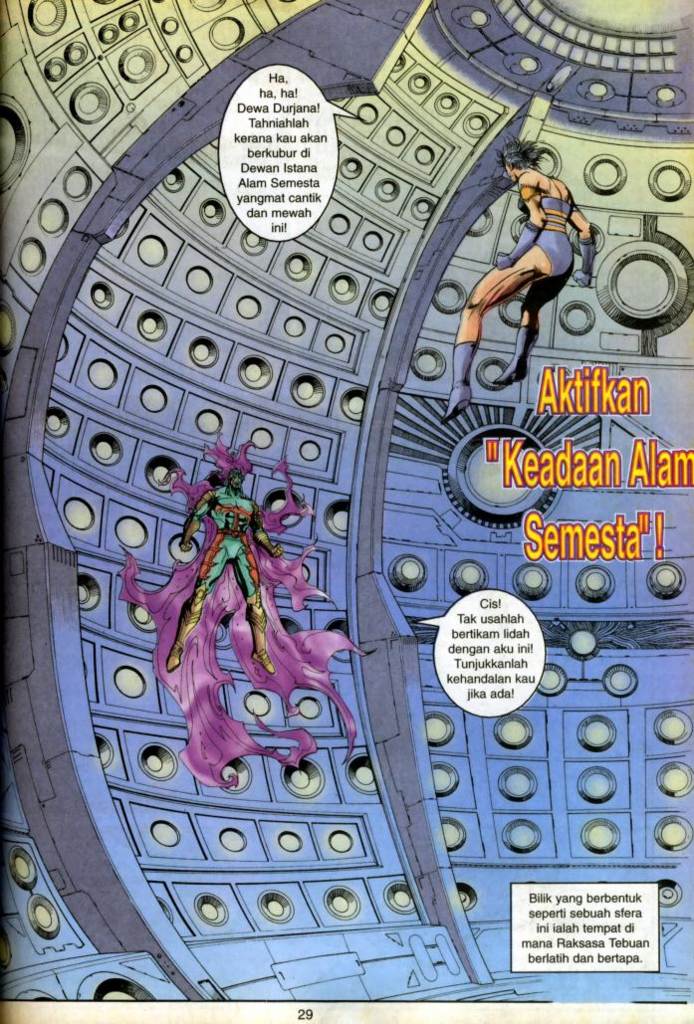 Ha,
ha, ha!
Dewa Durjana!
Tahniahlah
kerana kau akan
berkubur di
Dewan Istana
Alam Semesta
yangmat cantik
dan mewah
ini!
Aktifkan
"Keadaan Alam
Semesta"!
Cis!
Tak usahlah
bertikam lidah
dengan aku ini!
Tunjukkanlah
kehandalan kau
jika ada!
Bilik yang berbentuk
seperti sebuah sfera
ini ialah tempat di
mana Raksasa Tebuan
berlatih dan bertapa.
29